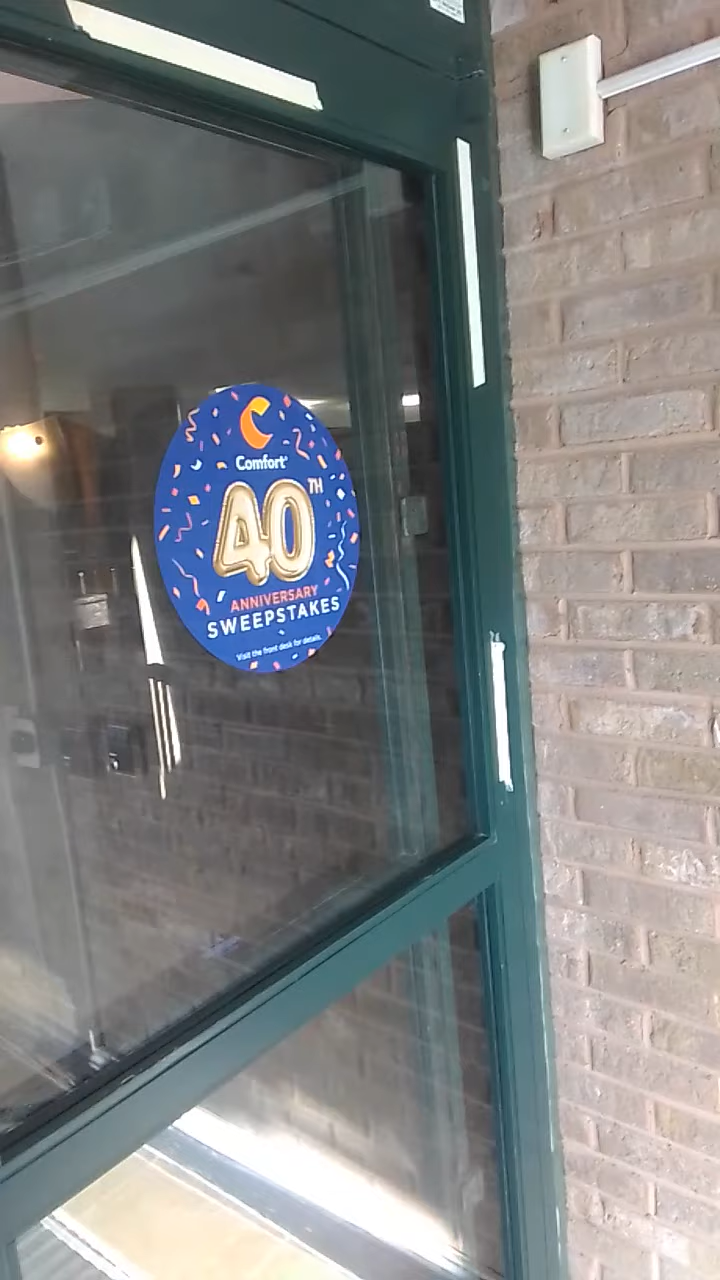 Comfort
40TH
ANNIVERSARY
SWEEPSTAKES
Visit the front desk for details.